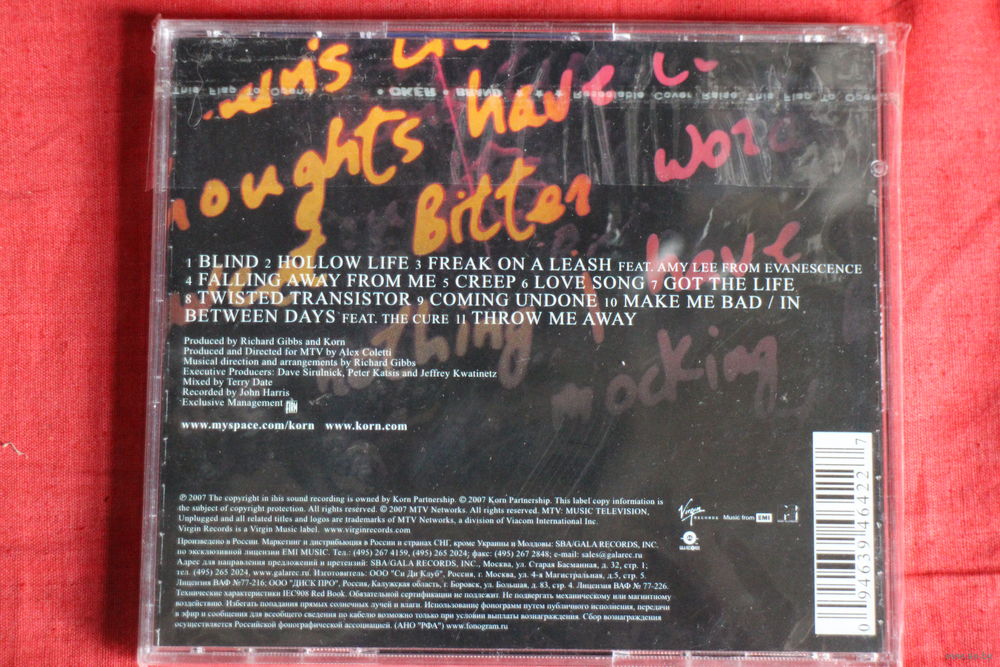 This Flap To Open • OKER • BRAND ★ ★ ★ Resealable Cover Raise This Flap To Open
oughts have
Bitter
have
nothing
mocking
1 BLIND 2 HOLLOW LIFE 3 FREAK ON A LEASH FEAT. AMY LEE FROM EVANESCENCE
4 FALLING AWAY FROM ME 5 CREEP 6 LOVE SONG 7 GOT THE LIFE
8 TWISTED TRANSISTOR 9 COMING UNDONE 10 MAKE ME BAD / IN
BETWEEN DAYS FEAT. THE CURE 11 THROW ME AWAY
Produced by Richard Gibbs and Korn
Produced and Directed for MTV by Alex Coletti
Musical direction and arrangements by Richard Gibbs
Executive Producers: Dave Sirulnick, Peter Katsis and Jeffrey Kwatinetz
Mixed by Terry Date
Recorded by John Harris
Exclusive Management
www.myspace.com/korn www.korn.com
℗ 2007 The copyright in this sound recording is owned by Korn Partnership. © 2007 Korn Partnership. This label copy information is
the subject of copyright protection. All rights reserved. © 2007 MTV Networks. All rights reserved. MTV: MUSIC TELEVISION,
Unplugged and all related titles and logos are trademarks of MTV Networks, a division of Viacom International Inc.
Virgin Records is a Virgin Music label. www.virginrecords.com
Virgin RECORDS Music from EMI
Произведено в России. Маркетинг и дистрибьюция в России и странах СНГ, кроме Украины и Молдовы: SBA/GALA RECORDS, INC.
по эксклюзивной лицензии EMI MUSIC. Тел.: (495) 267 4159, (495) 265 2024; факс: (495) 267 2848; e-mail: sales@galarec.ru
Адрес для направления предложений и претензий: SBA/GALA RECORDS, INC., Москва, ул. Старая Басманная, д. 32, стр. 1;
тел. (495) 265 2024, www.galarec.ru. Изготовитель: ООО "Си Ди Клуб", Россия, г. Москва, ул. 4-я Магистральная, д.5, стр. 5.
Лицензия ВАФ №77-216; ООО "ДИСК ПРО", Россия, Калужская область, г. Боровск, ул. Большая, д. 83, стр. 4. Лицензия ВАФ № 77-226.
Технические характеристики IEC908 Red Book. Обязательной сертификации не подлежит. Не подвергать механическому или магнитному
воздействию. Избегать попадания прямых солнечных лучей и влаги. Использование фонограмм путем публичного исполнения, передачи
в эфир и сообщения для всеобщего сведения по кабелю возможно только при условии выплаты вознаграждения. Сбор вознаграждения
осуществляется Российской фонографической ассоциацией. (АНО "РФА") www.fonogram.ru
0 94639 46422 7